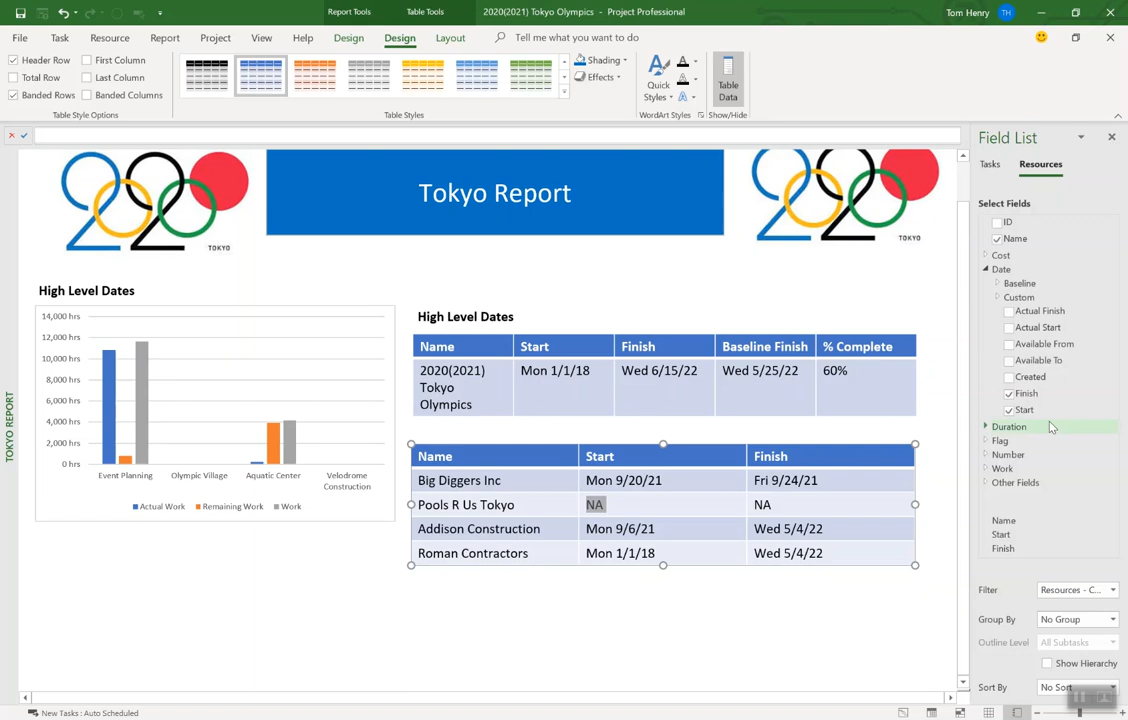 Report Tools
Table Tools
2020(2021) Tokyo Olympics - Project Professional
Tom Henry
TH
File
Task
Resource
Report
Project
View
Help
Design
Design
Layout
Tell me what you want to do
Header Row
First Column
Total Row
Last Column
Banded Rows
Banded Columns
Shading
Effects
Quick
Styles
Table
Data
Table Style Options
Table Styles
WordArt Styles
Show/Hide
TOKYO REPORT
TOKYO
Tokyo Report
TOKYO
High Level Dates
14,000 hrs
12,000 hrs
10,000 hrs
8,000 hrs
6,000 hrs
4,000 hrs
2,000 hrs
0 hrs
Event Planning
Olympic Village
Aquatic Center
Velodrome
Construction
Actual Work
Remaining Work
Work
High Level Dates
Name Start Finish Baseline Finish % Complete
2020(2021) Mon 1/1/18 Wed 6/15/22 Wed 5/25/22 60%
Tokyo
Olympics
Name Start Finish
Big Diggers Inc Mon 9/20/21 Fri 9/24/21
Pools R Us Tokyo NA NA
Addison Construction Mon 9/6/21 Wed 5/4/22
Roman Contractors Mon 1/1/18 Wed 5/4/22
Field List
Tasks
Resources
Select Fields
ID
Name
Cost
Date
Baseline
Custom
Actual Finish
Actual Start
Available From
Available To
Created
Finish
Start
Duration
Flag
Number
Work
Other Fields
Name
Start
Finish
Filter Resources - C...
Group By No Group
Outline Level All Subtasks
Show Hierarchy
Sort By No Sort
New Tasks : Auto Scheduled